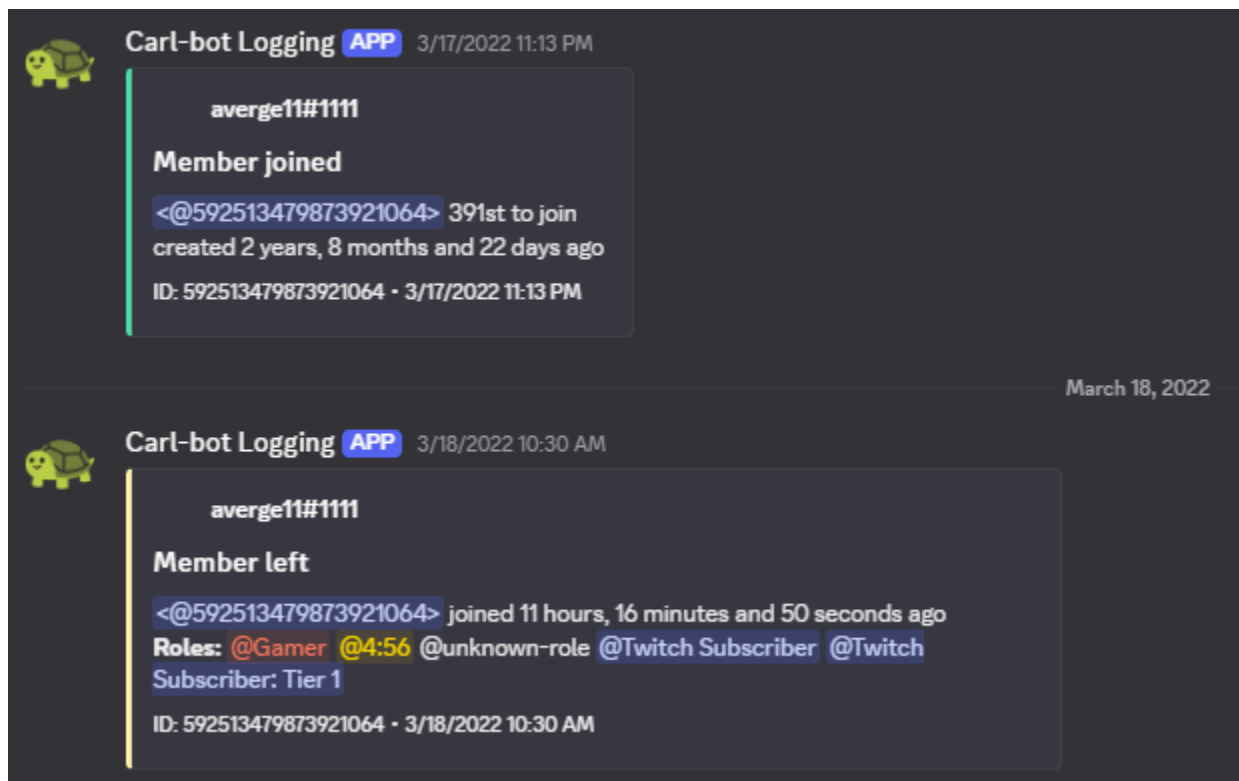 Carl-bot Logging APP 3/17/2022 11:13 PM
averge11#1111
Member joined
<@592513479873921064> 391st to join
created 2 years, 8 months and 22 days ago
ID: 592513479873921064 • 3/17/2022 11:13 PM
March 18, 2022
Carl-bot Logging APP 3/18/2022 10:30 AM
averge11#1111
Member left
<@592513479873921064> joined 11 hours, 16 minutes and 50 seconds ago
Roles: @Gamer @4:56 @unknown-role @Twitch Subscriber @Twitch
Subscriber: Tier 1
ID: 592513479873921064 • 3/18/2022 10:30 AM